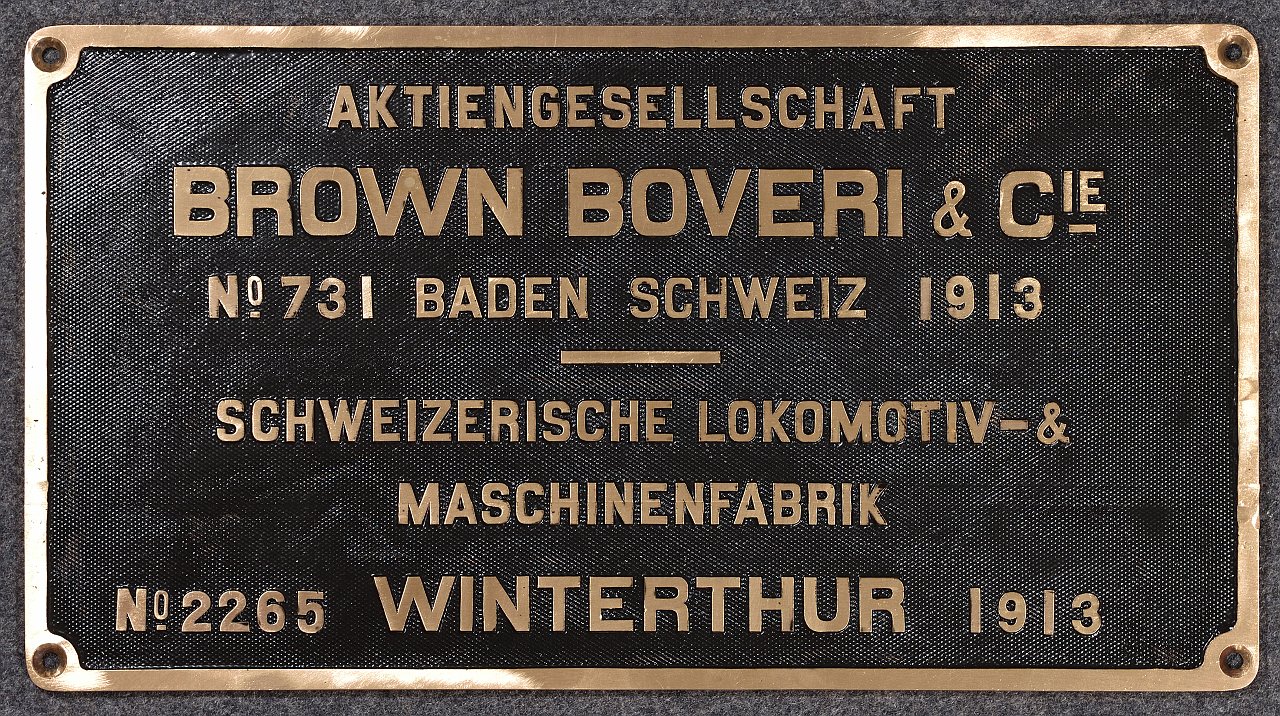 AKTIENGESELLSCHAFT
BROWN BOVERI & CIE
No 731 BADEN SCHWEIZ 1913
SCHWEIZERISCHE LOKOMOTIV-&
MASCHINENFABRIK
No 2265 WINTERTHUR 1913